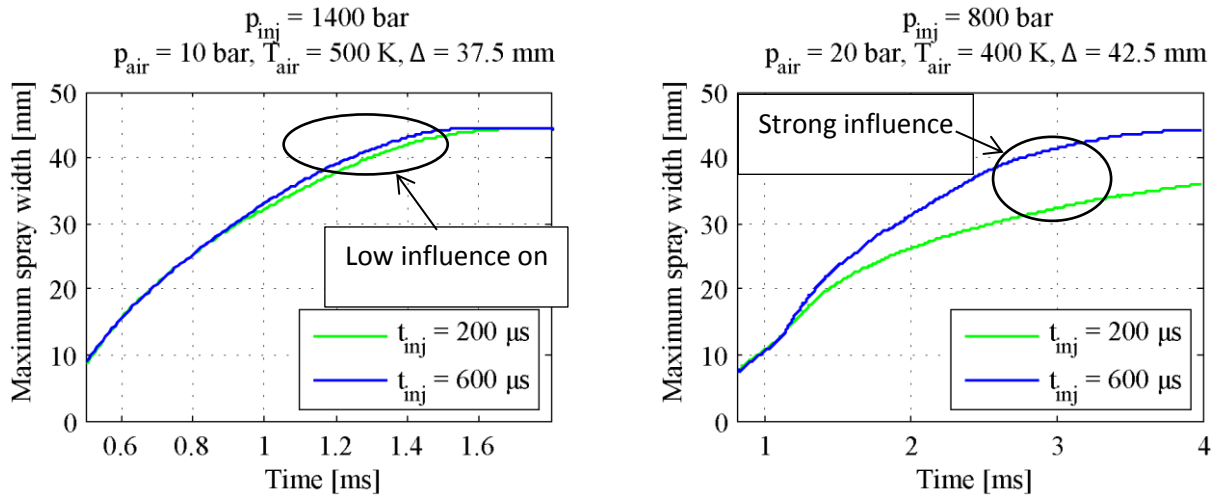 p_inj = 1400 bar
p_air = 10 bar, T_air = 500 K, Δ = 37.5 mm
Maximum spray width [mm]
50
40
30
20
10
0
Low influence on
t_inj = 200 μs
t_inj = 600 μs
0.6 0.8 1 1.2 1.4 1.6
Time [ms]
p_inj = 800 bar
p_air = 20 bar, T_air = 400 K, Δ = 42.5 mm
Maximum spray width [mm]
50
40
30
20
10
0
Strong influence
t_inj = 200 μs
t_inj = 600 μs
1 2 3 4
Time [ms]